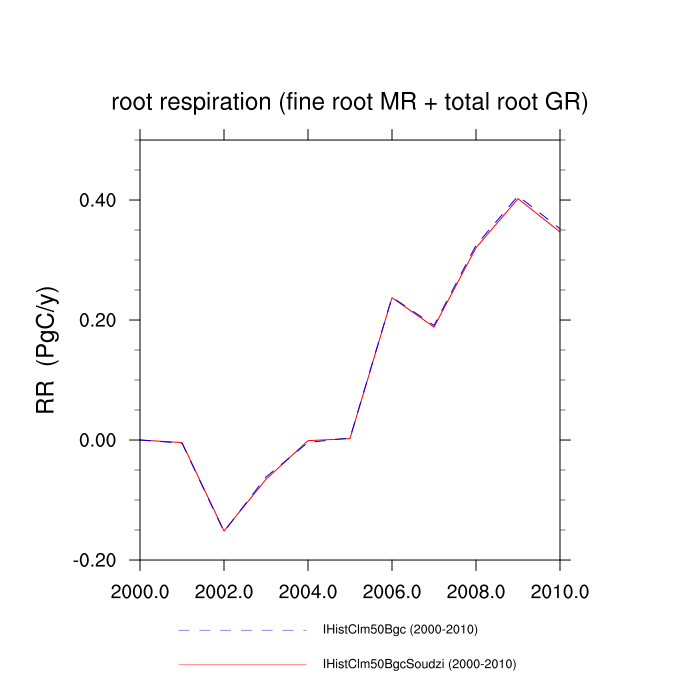 root respiration (fine root MR + total root GR)
RR (PgC/y)
0.40
0.20
0.00
-0.20
2000.0 2002.0 2004.0 2006.0 2008.0 2010.0
IHistClm50Bgc (2000-2010)
IHistClm50BgcSoudzi (2000-2010)